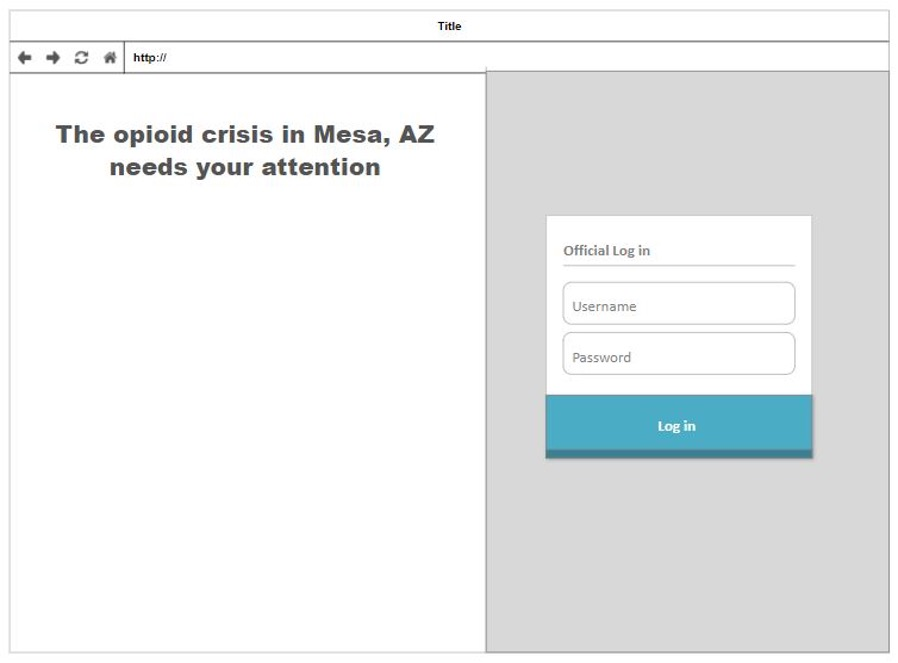 Title
http://
The opioid crisis in Mesa, AZ
needs your attention
Official Log in
Username
Password
Log in